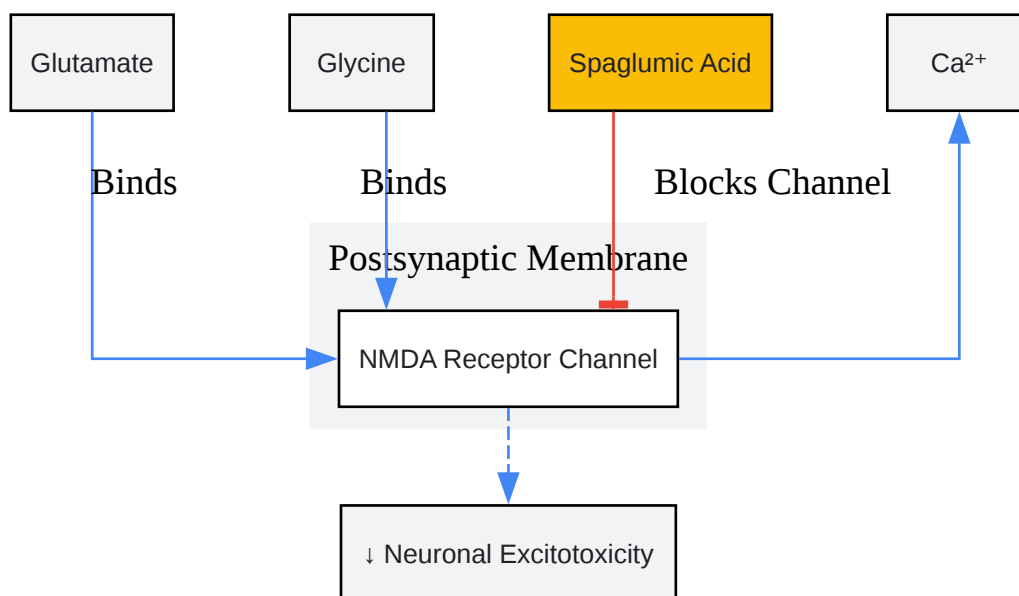 Glutamate
Glycine
Spaglumic Acid
Ca²⁺
Binds
Binds
Blocks Channel
Postsynaptic Membrane
NMDA Receptor Channel
↓ Neuronal Excitotoxicity